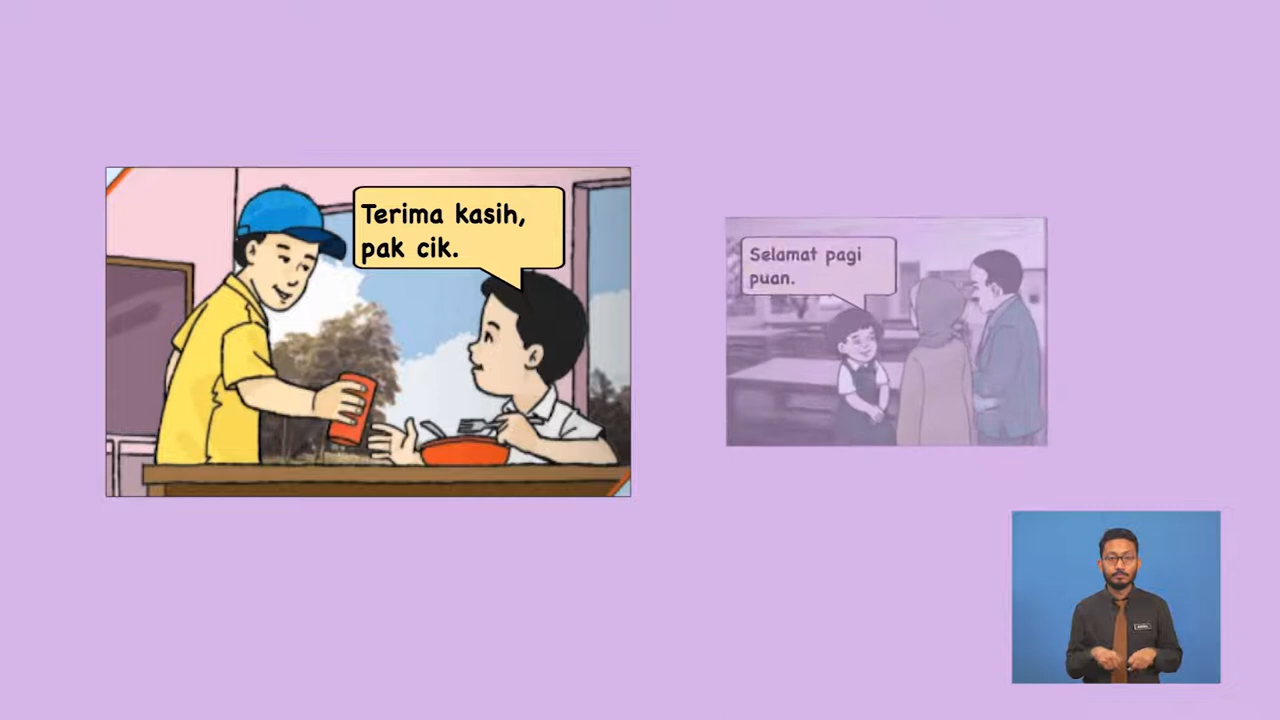 Terima kasih,
pak cik.
Selamat pagi
puan.